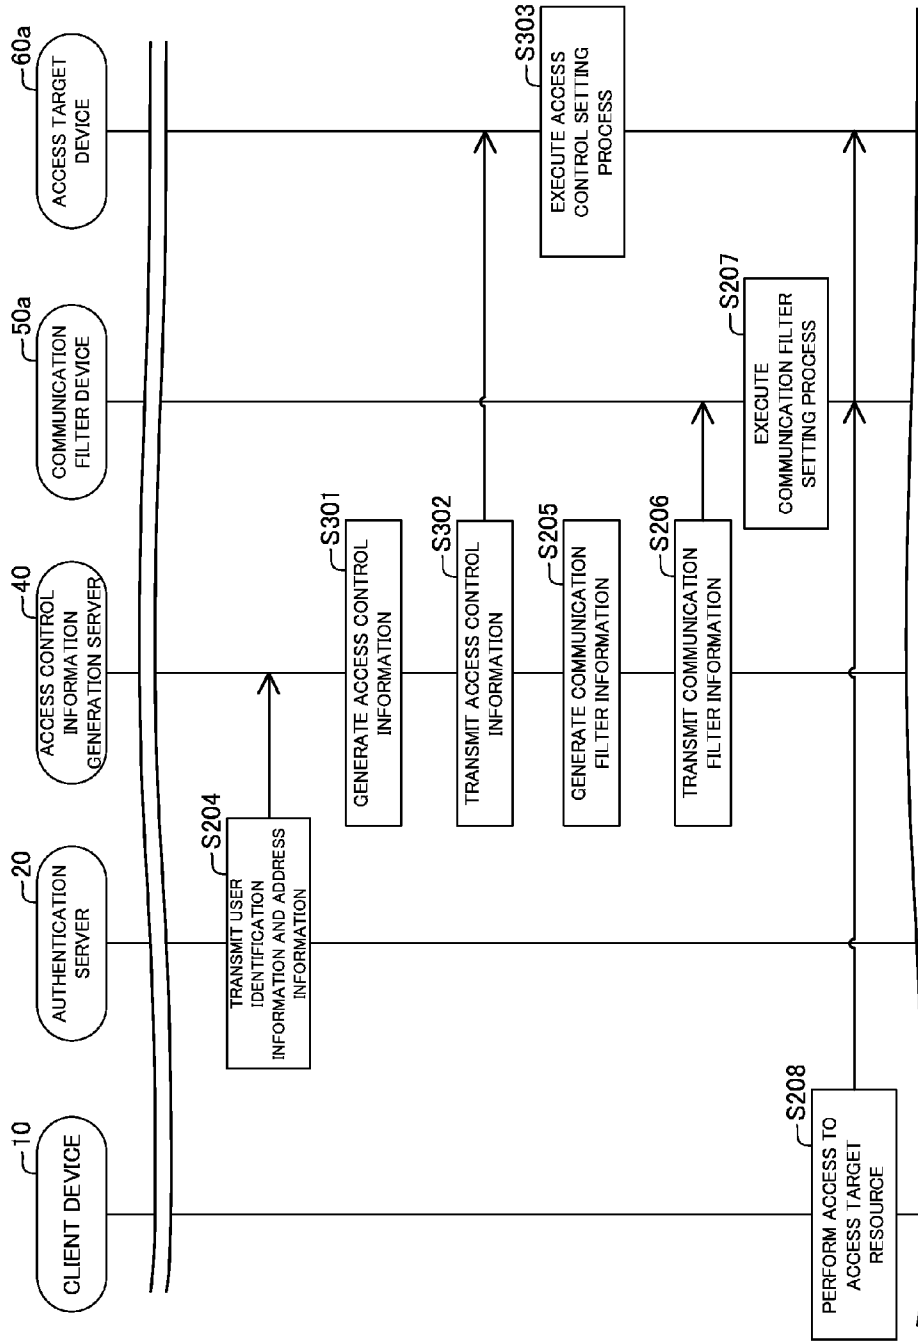 10
CLIENT DEVICE
20
AUTHENTICATION
SERVER
40
ACCESS CONTROL
INFORMATION
GENERATION SERVER
50a
COMMUNICATION
FILTER DEVICE
60a
ACCESS TARGET
DEVICE
S204
TRANSMIT USER
IDENTIFICATION
INFORMATION AND ADDRESS
INFORMATION
S301
GENERATE ACCESS CONTROL
INFORMATION
S302
TRANSMIT ACCESS CONTROL
INFORMATION
S303
EXECUTE ACCESS
CONTROL SETTING
PROCESS
S205
GENERATE COMMUNICATION
FILTER INFORMATION
S206
TRANSMIT COMMUNICATION
FILTER INFORMATION
S207
EXECUTE
COMMUNICATION FILTER
SETTING PROCESS
S208
PERFORM ACCESS TO
ACCESS TARGET
RESOURCE